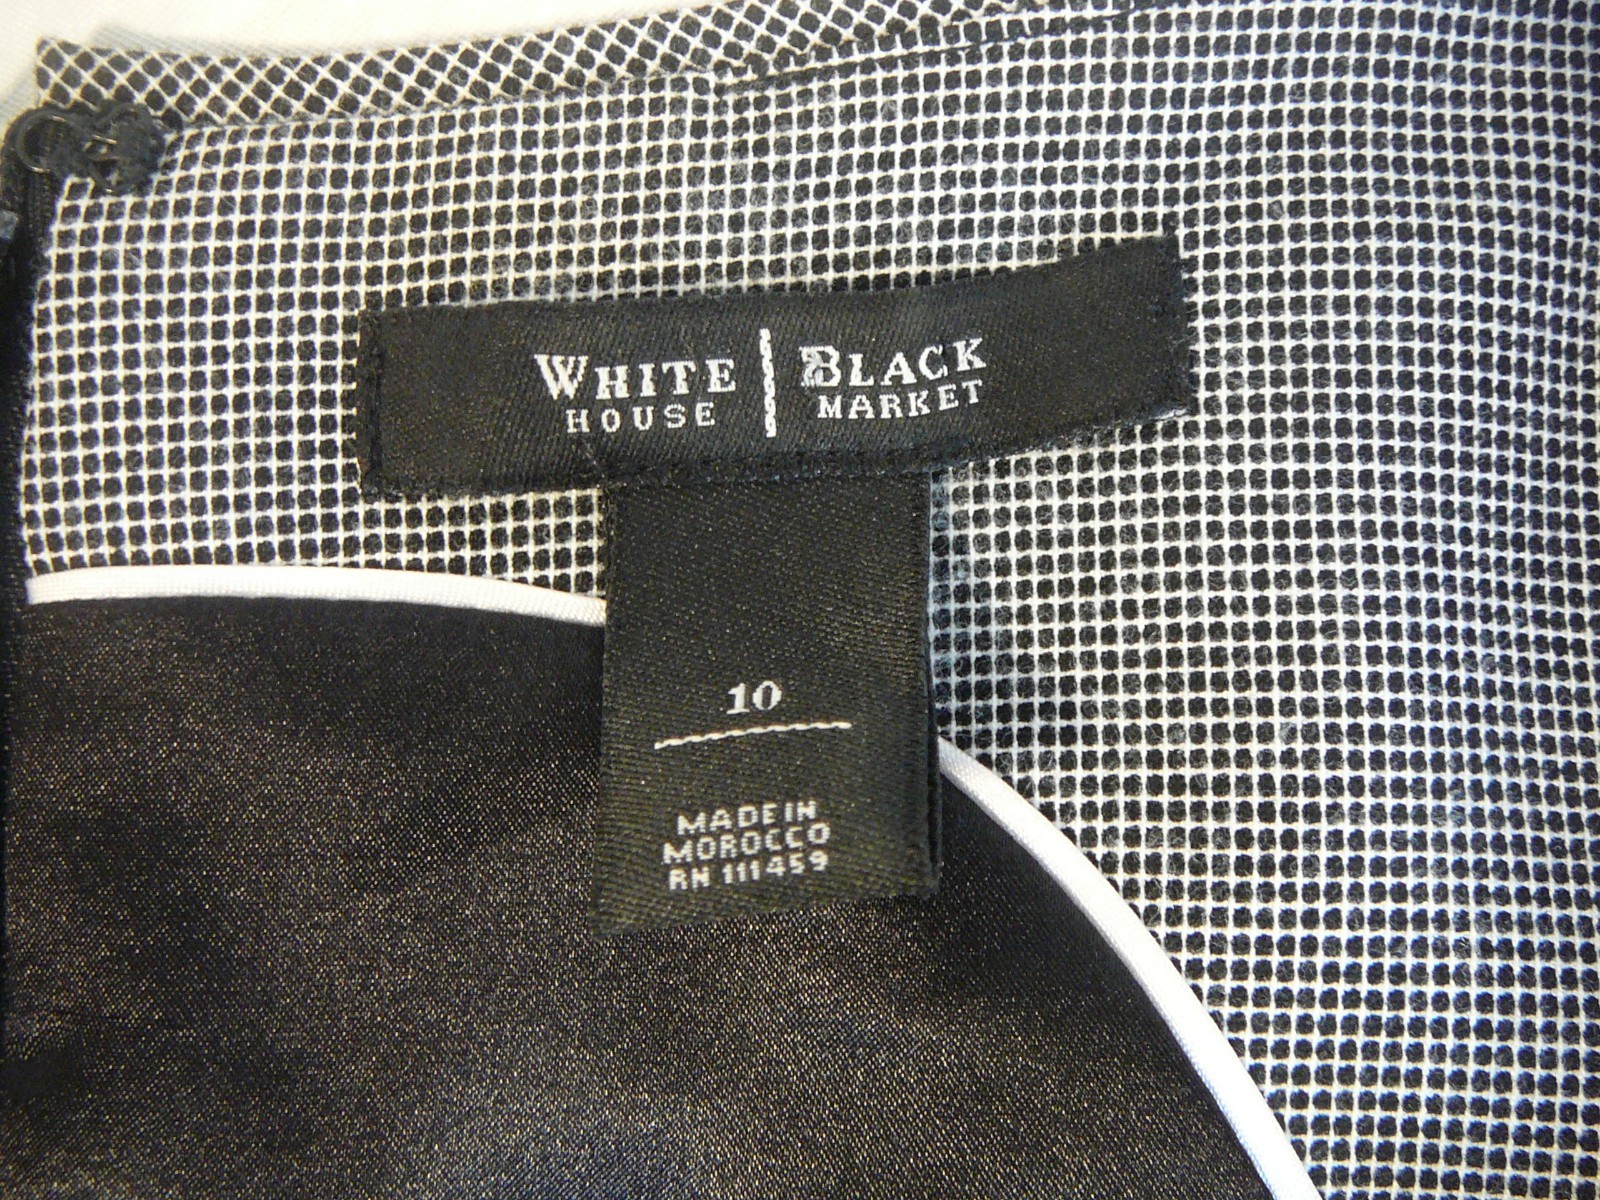 WHITE | BLACK
HOUSE | MARKET
10
MADE IN
MOROCCO
RN 111459